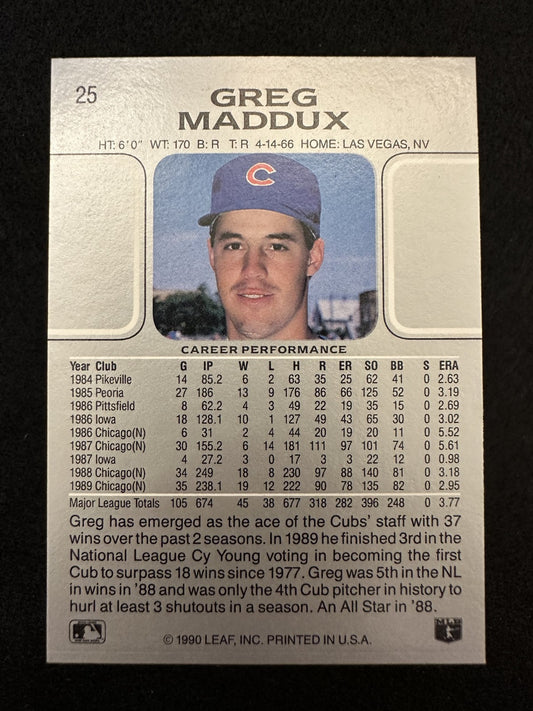 25
GREG
MADDUX
HT: 6'0" WT: 170 B: R T: R 4-14-66 HOME: LAS VEGAS, NV
C
CAREER PERFORMANCE
Year Club G IP W L H R ER SO BB S ERA
1984 Pikeville 14 85.2 6 2 63 35 25 62 41 0 2.63
1985 Peoria 27 186 13 9 176 86 66 125 52 0 3.19
1986 Pittsfield 8 62.2 4 3 49 22 19 35 15 0 2.69
1986 Iowa 18 128.1 10 1 127 49 43 65 30 0 3.02
1986 Chicago(N) 6 31 2 4 44 20 19 20 11 0 5.52
1987 Chicago(N) 30 155.2 6 14 181 111 97 101 74 0 5.61
1987 Iowa 4 27.2 3 0 17 3 3 22 12 0 0.98
1988 Chicago(N) 34 249 18 8 230 97 88 140 81 0 3.18
1989 Chicago(N) 35 238.1 19 12 222 90 78 135 82 0 2.95
Major League Totals 105 674 45 38 677 318 282 396 248 0 3.77
Greg has emerged as the ace of the Cubs' staff with 37
wins over the past 2 seasons. In 1989 he finished 3rd in the
National League Cy Young voting in becoming the first
Cub to surpass 18 wins since 1977. Greg was 5th in the NL
in wins in '88 and was only the 4th Cub pitcher in history to
hurl at least 3 shutouts in a season. An All Star in '88.
© 1990 LEAF, INC. PRINTED IN U.S.A.